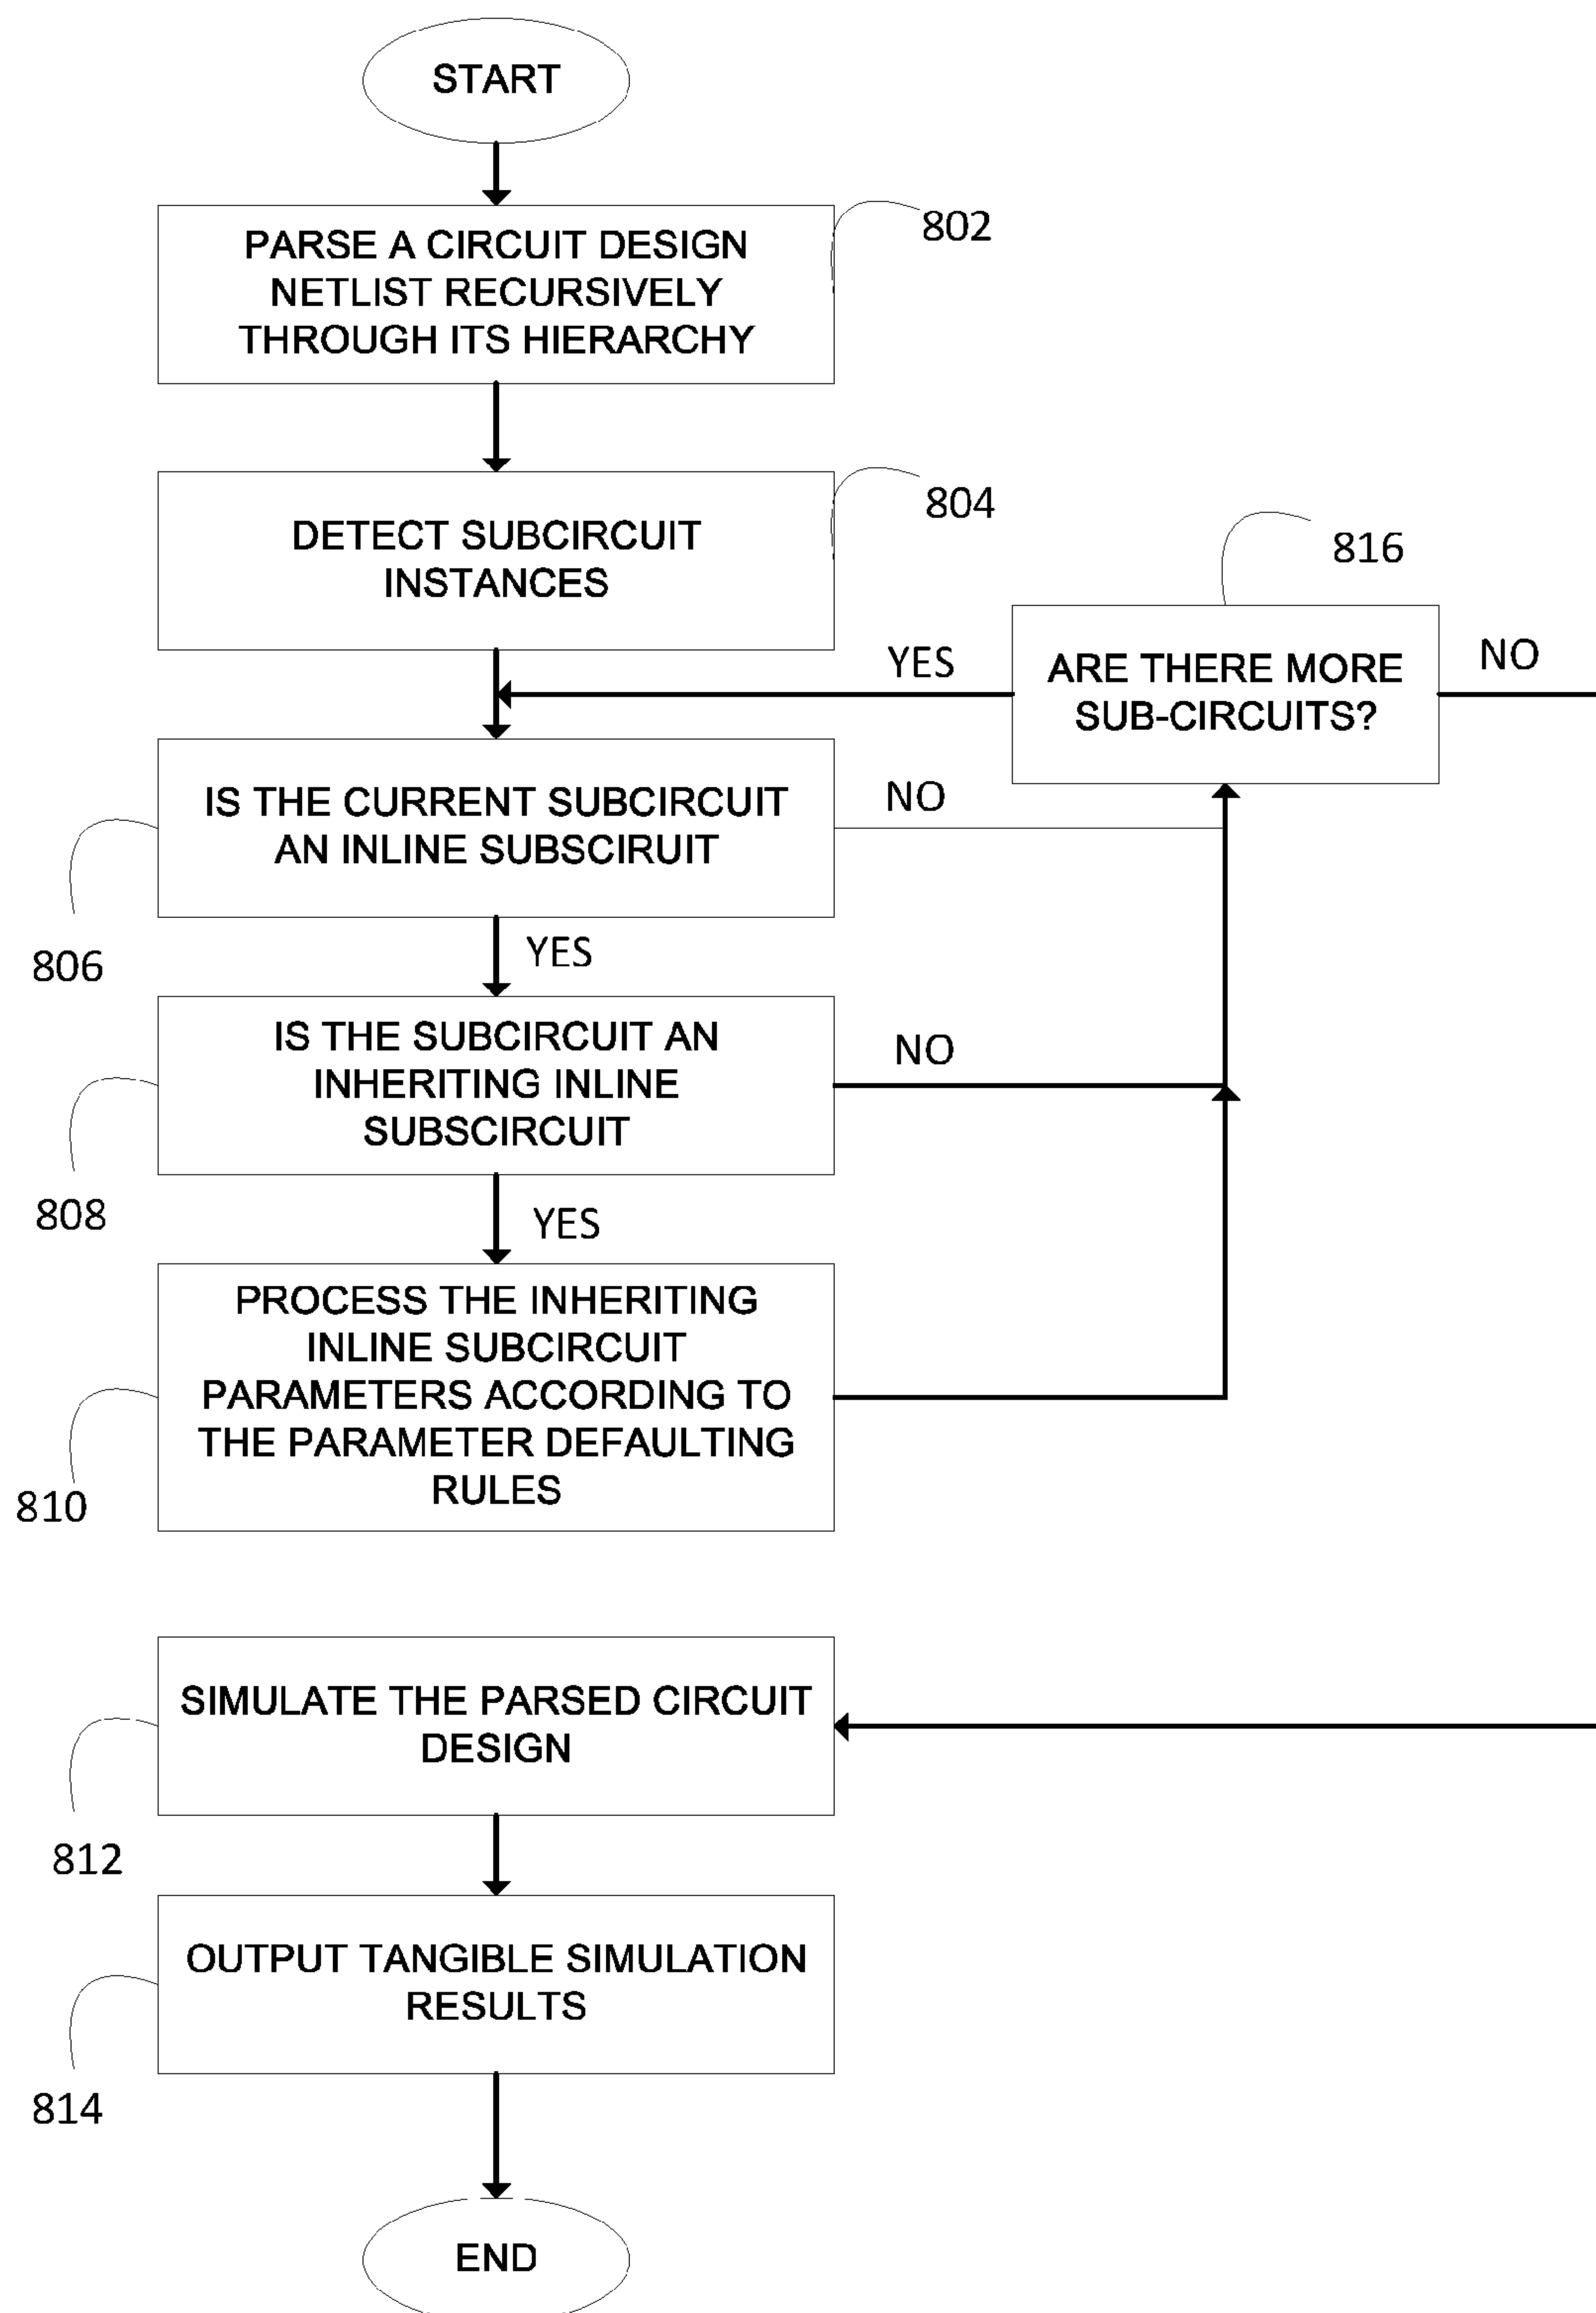 START
PARSE A CIRCUIT DESIGN
NETLIST RECURSIVELY
THROUGH ITS HIERARCHY
802
DETECT SUBCIRCUIT
INSTANCES
804
816
ARE THERE MORE
SUB-CIRCUITS?
YES
NO
IS THE CURRENT SUBCIRCUIT
AN INLINE SUBSCIRUIT
NO
806
YES
IS THE SUBCIRCUIT AN
INHERITING INLINE
SUBSCIRCUIT
NO
808
YES
PROCESS THE INHERITING
INLINE SUBCIRCUIT
PARAMETERS ACCORDING TO
THE PARAMETER DEFAULTING
RULES
810
SIMULATE THE PARSED CIRCUIT
DESIGN
812
OUTPUT TANGIBLE SIMULATION
RESULTS
814
END